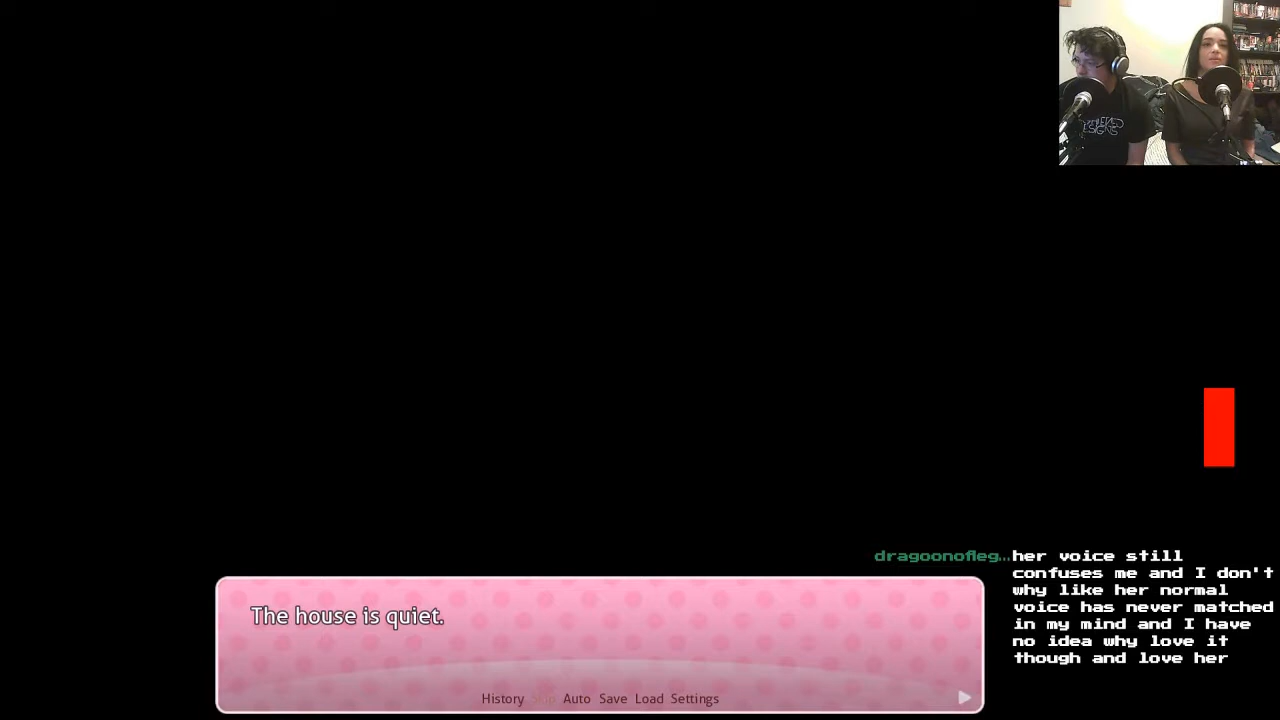 dragoonofleg... her voice still
confuses me and I don't
why like her normal
voice has never matched
in my mind and I have
no idea why love it
though and love her
The house is quiet.
History Skip Auto Save Load Settings